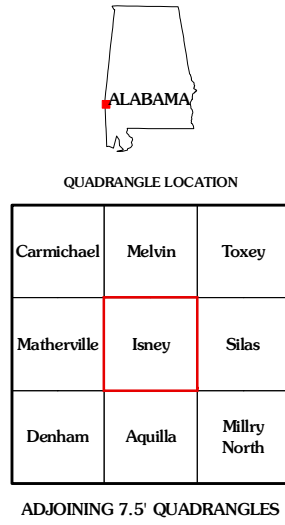 ALABAMA
QUADRANGLE LOCATION
Carmichael Melvin Toxey
Matherville Isney Silas
Denham Aquilla Millry
North
ADJOINING 7.5' QUADRANGLES